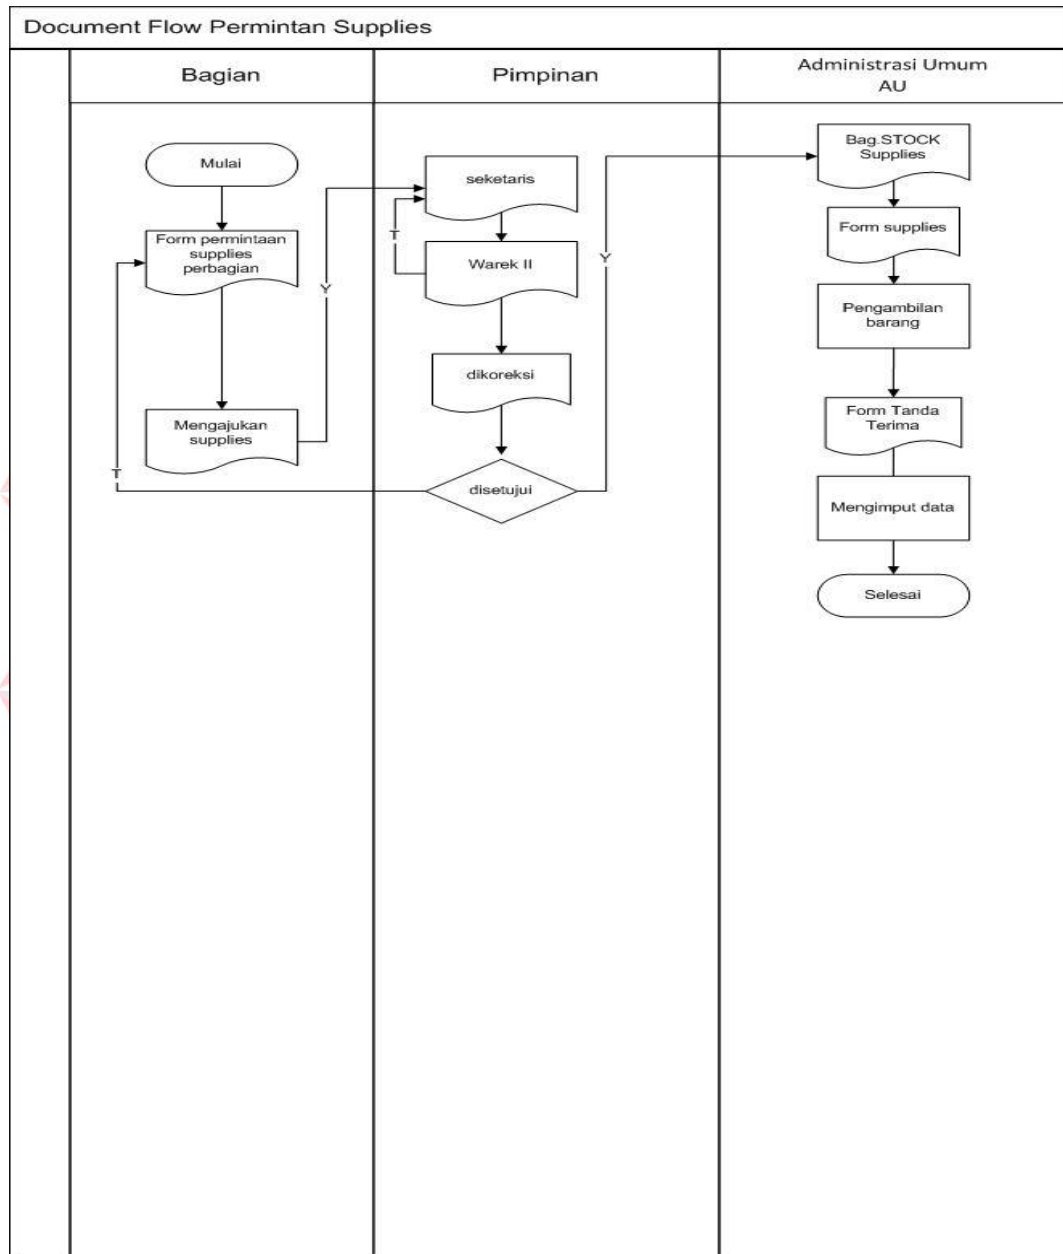 Document Flow Permintan Supplies
Bagian
Pimpinan
Administrasi Umum
AU
Mulai
Form permintaan
supplies
perbagian
Y
T
Mengajukan
supplies
seketaris
T
Warek II
dikoreksi
disetujui
Y
Bag.STOCK
Supplies
Form supplies
Pengambilan
barang
Form Tanda
Terima
Mengimput data
Selesai